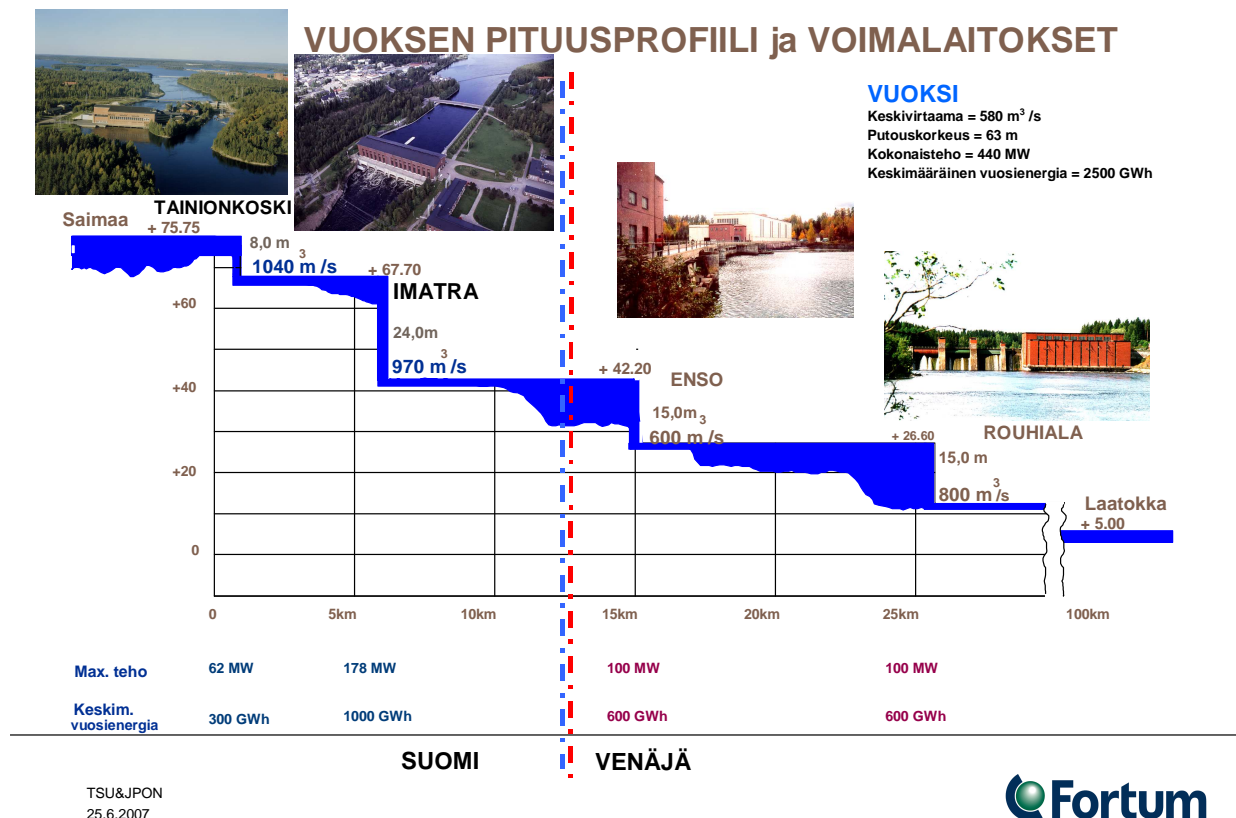 VUOKSEN PITUUSPROFIILI ja VOIMALAITOKSET
VUOKSI
Keskivirtaama = 580 m³ /s
Putouskorkeus = 63 m
Kokonaisteho = 440 MW
Keskimääräinen vuosienergia = 2500 GWh
Saimaa
TAINIONKOSKI
+ 75.75
8,0 m
1040 m³/s
+ 67.70
IMATRA
+60
24,0m
970 m³/s
+ 42.20
ENSO
+40
15,0m
600 m³/s
+ 26.60
ROUHIALA
+20
15,0 m
800 m³/s
Laatokka
+ 5.00
0
0 5km 10km 15km 20km 25km 100km
Max. teho 62 MW 178 MW 100 MW 100 MW
Keskim.
vuosienergia 300 GWh 1000 GWh 600 GWh 600 GWh
SUOMI VENÄJÄ
TSU&JPON
25.6.2007
Fortum